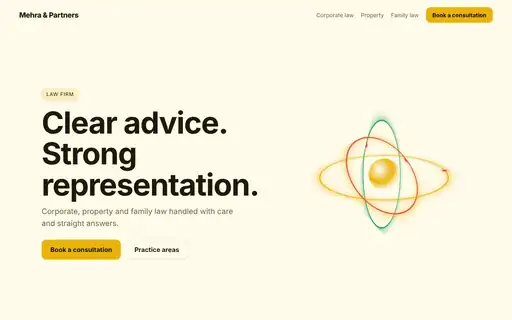 Mehra & Partners
Corporate law Property Family law Book a consultation
LAW FIRM
Clear advice.
Strong
representation.
Corporate, property and family law handled with care
and straight answers.
Book a consultation Practice areas